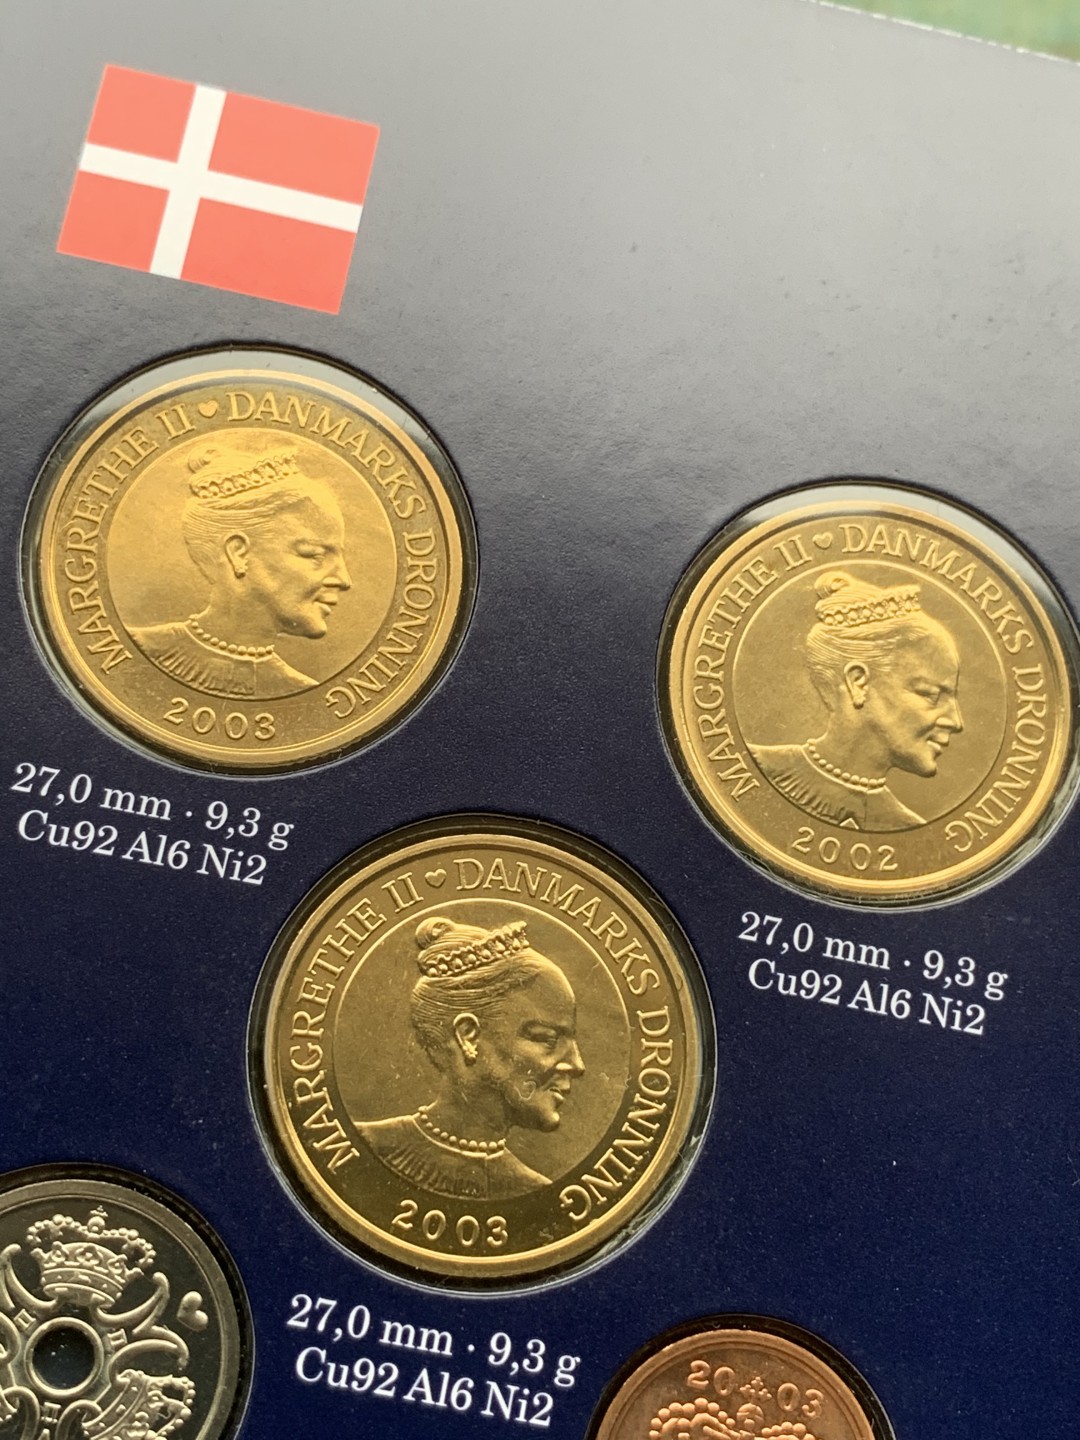 MARGRETHE II ♥ DANMARKS DRONNING
2003
27,0 mm · 9,3 g
Cu92 Al6 Ni2
MARGRETHE II ♥ DANMARKS DRONNING
2002
27,0 mm · 9,3 g
Cu92 Al6 Ni2
MARGRETHE II ♥ DANMARKS DRONNING
2003
27,0 mm · 9,3 g
Cu92 Al6 Ni2
20 03